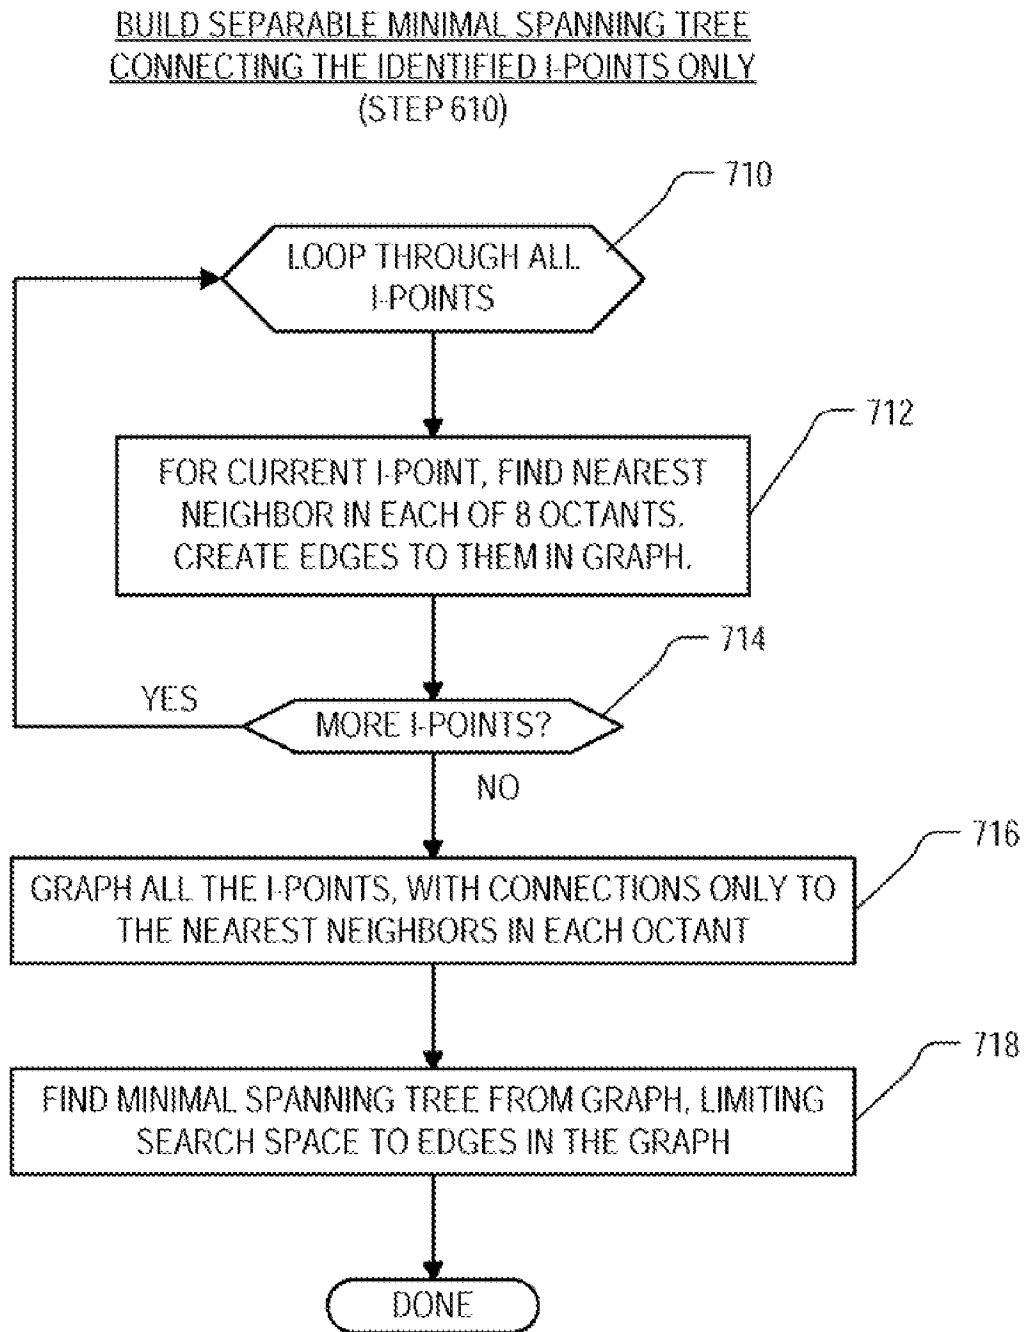 BUILD SEPARABLE MINIMAL SPANNING TREE
CONNECTING THE IDENTIFIED I-POINTS ONLY
(STEP 610)
710
LOOP THROUGH ALL
I-POINTS
712
FOR CURRENT I-POINT, FIND NEAREST
NEIGHBOR IN EACH OF 8 OCTANTS.
CREATE EDGES TO THEM IN GRAPH.
714
YES
MORE I-POINTS?
NO
716
GRAPH ALL THE I-POINTS, WITH CONNECTIONS ONLY TO
THE NEAREST NEIGHBORS IN EACH OCTANT
718
FIND MINIMAL SPANNING TREE FROM GRAPH, LIMITING
SEARCH SPACE TO EDGES IN THE GRAPH
DONE